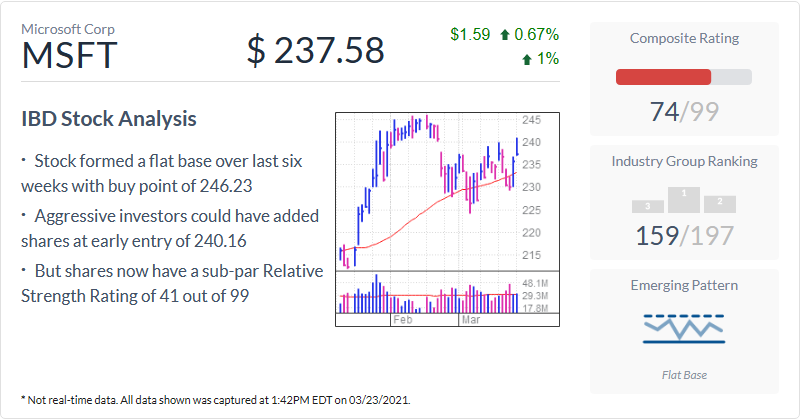 Microsoft Corp
MSFT
$ 237.58
$1.59 0.67%
1%
IBD Stock Analysis
· Stock formed a flat base over last six
weeks with buy point of 246.23
· Aggressive investors could have added
shares at early entry of 240.16
· But shares now have a sub-par Relative
Strength Rating of 41 out of 99
245
240
235
230
225
220
215
48.1M
29.3M
17.8M
Feb
Mar
Composite Rating
74/99
Industry Group Ranking
3
1
2
159/197
Emerging Pattern
Flat Base
* Not real-time data. All data shown was captured at 1:42PM EDT on 03/23/2021.